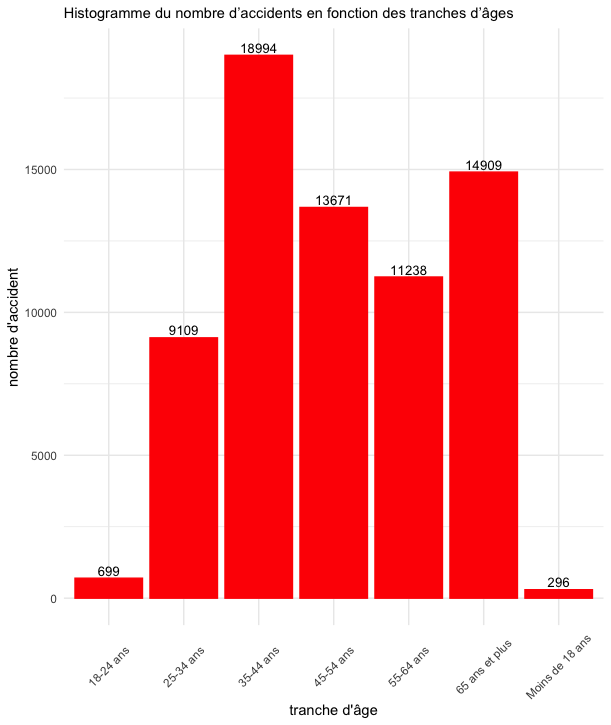 Histogramme du nombre d’accidents en fonction des tranches d’âges
18994
15000
14909
13671
11238
10000
9109
5000
699
296
0
nombre d'accident
18-24 ans
25-34 ans
35-44 ans
45-54 ans
55-64 ans
65 ans et plus
Moins de 18 ans
tranche d'âge